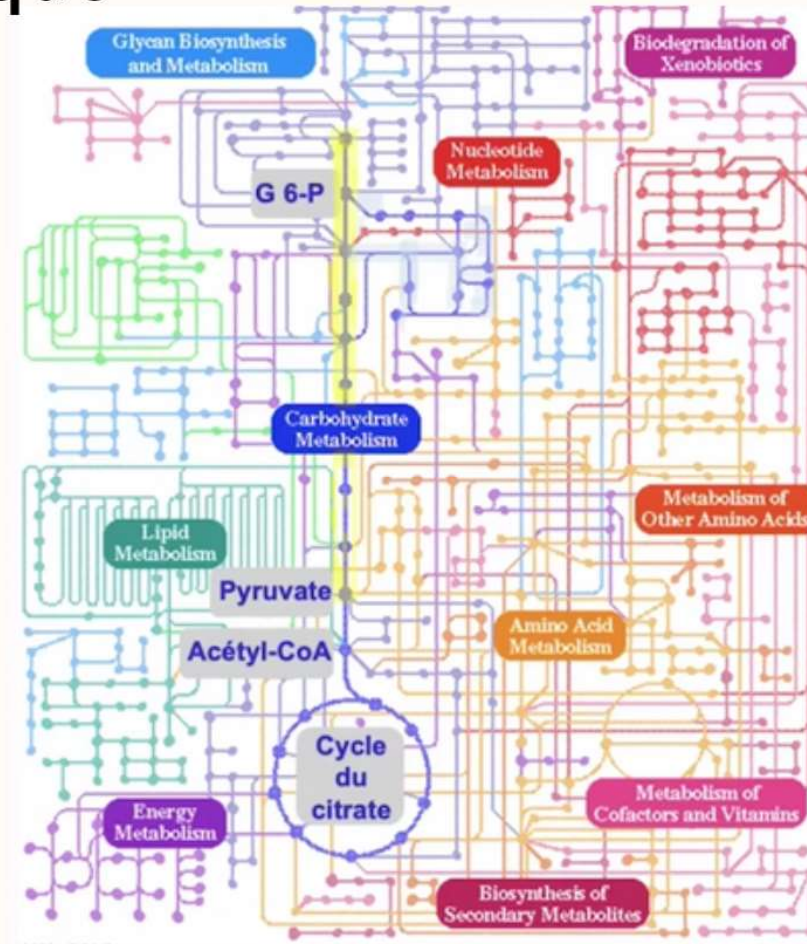 Glycan Biosynthesis
and Metabolism
Biodegradation of
Xenobiotics
Nucleotide
Metabolism
G 6-P
Carbohydrate
Metabolism
Metabolism of
Other Amino Acids
Lipid
Metabolism
Pyruvate
Amino Acid
Metabolism
Acétyl-CoA
Cycle
du
citrate
Energy
Metabolism
Metabolism of
Cofactors and Vitamins
Biosynthesis of
Secondary Metabolites